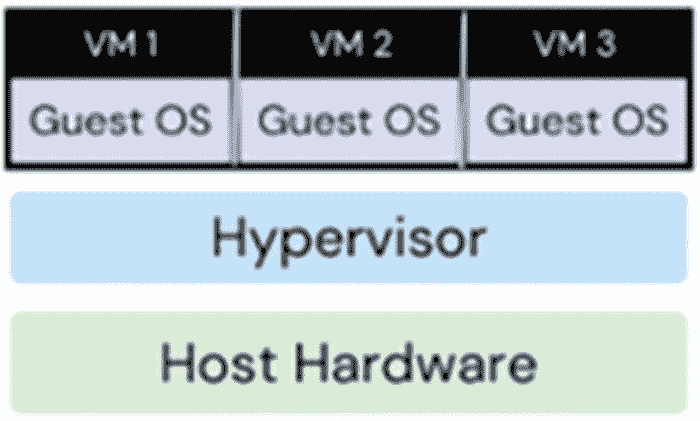 VM 1 VM 2 VM 3
Guest OS Guest OS Guest OS
Hypervisor
Host Hardware